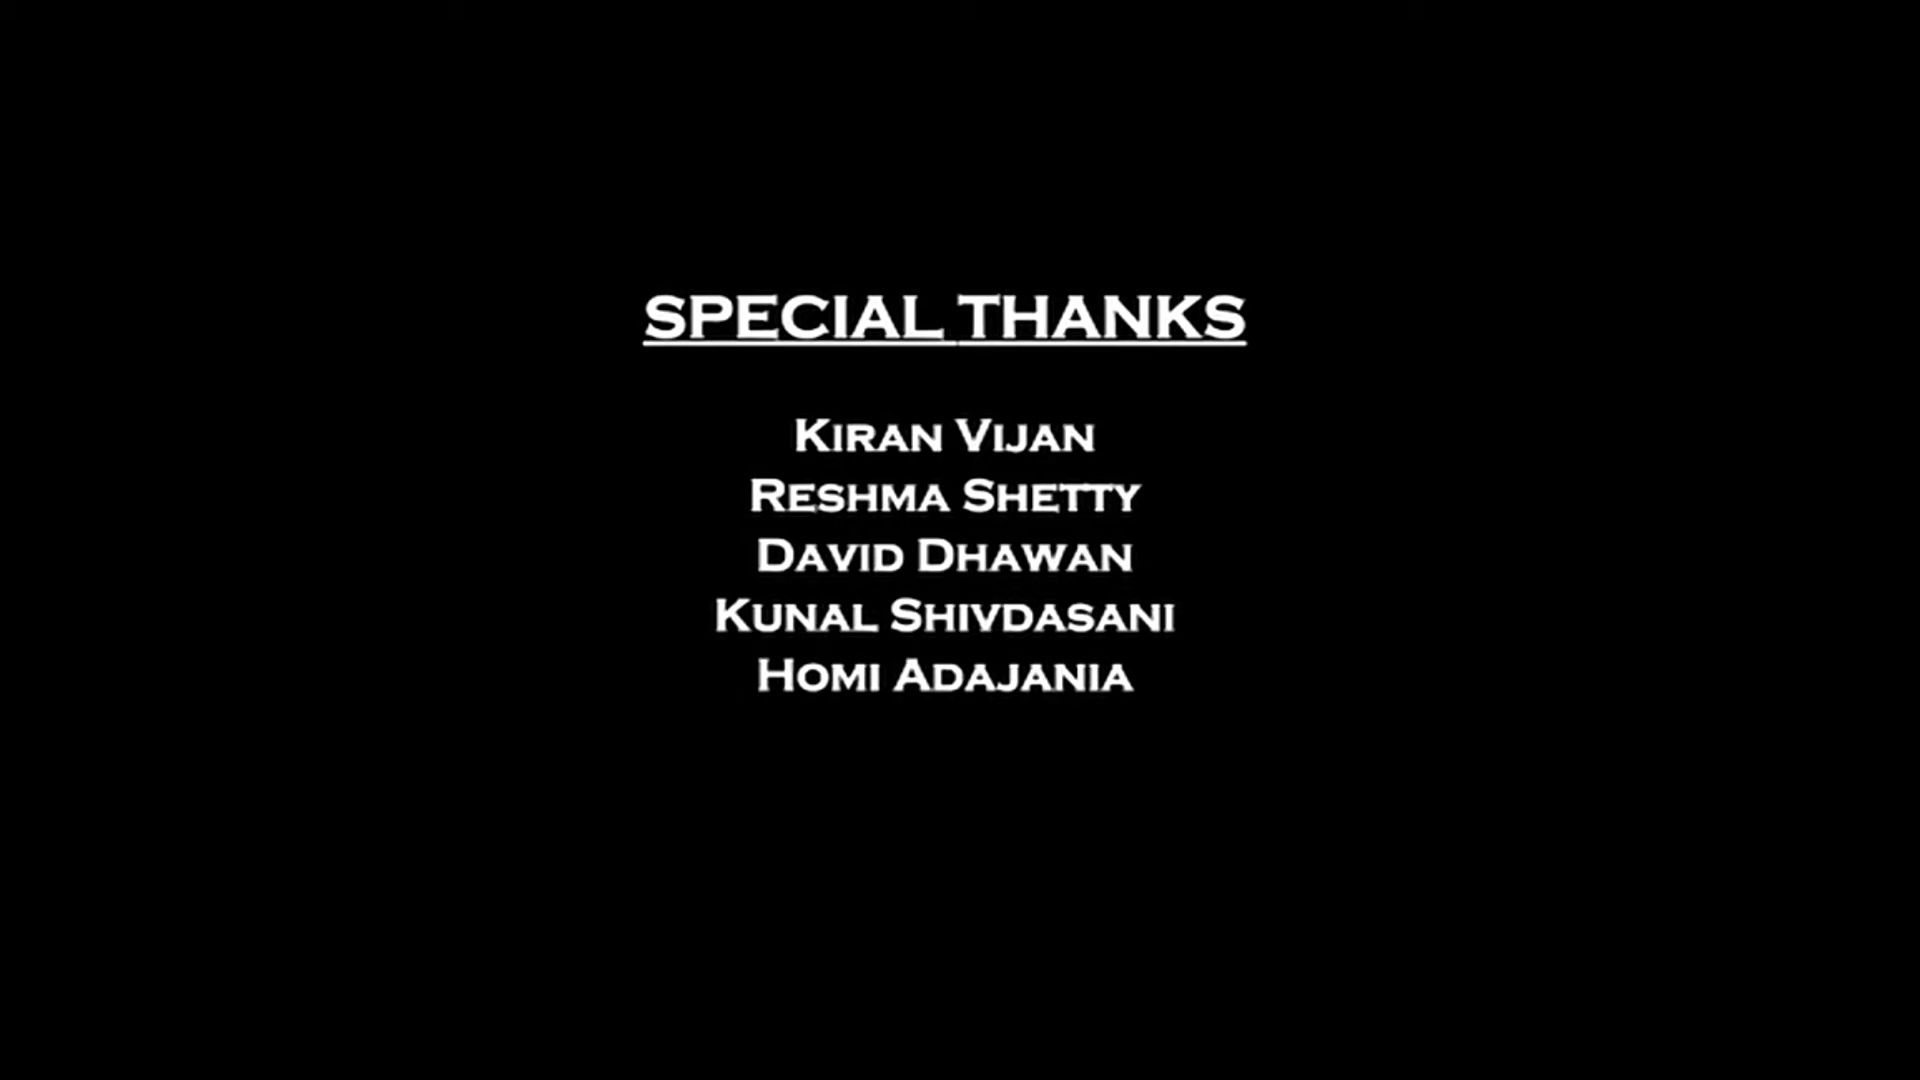 SPECIAL THANKS
KIRAN VIJAN
RESHMA SHETTY
DAVID DHAWAN
KUNAL SHIVDASANI
HOMI ADAJANIA